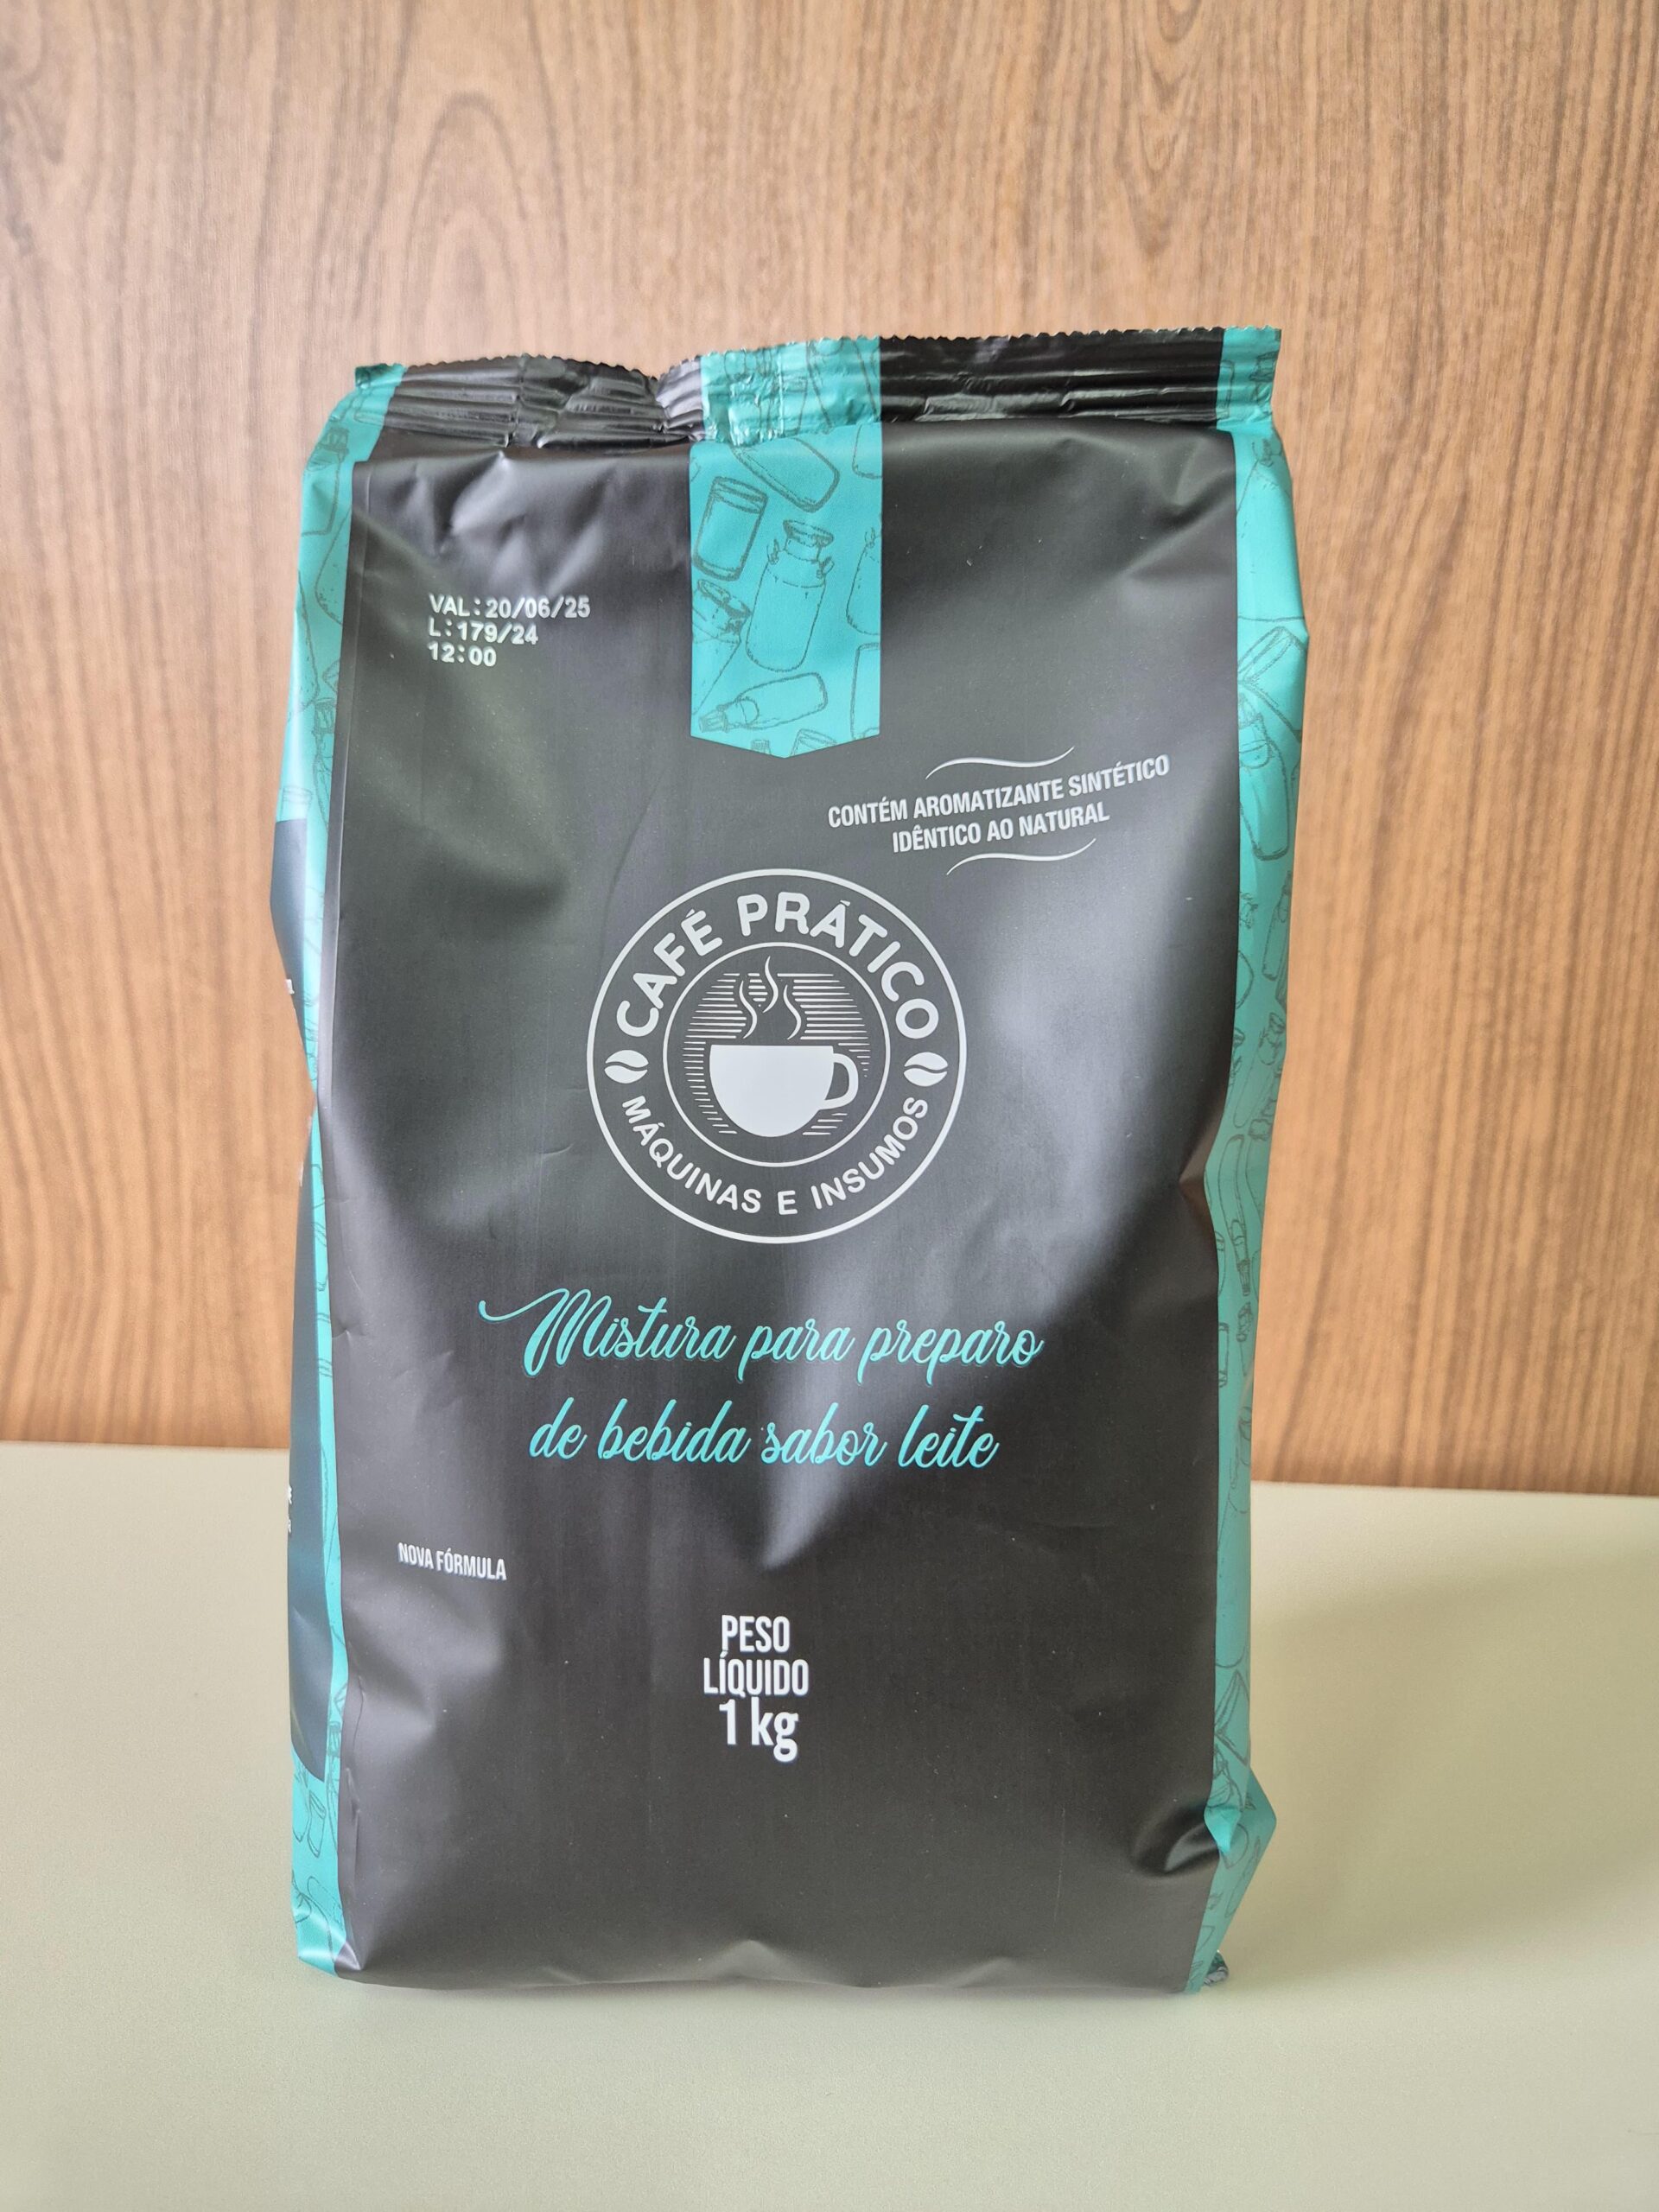 VAL:20/06/25
L:179/24
12:00
CONTÉM AROMATIZANTE SINTÉTICO
IDÊNTICO AO NATURAL
CAFÉ PRÁTICO
MÁQUINAS E INSUMOS
Mistura para preparo
de bebida sabor leite
NOVA FÓRMULA
PESO
LÍQUIDO
1 kg